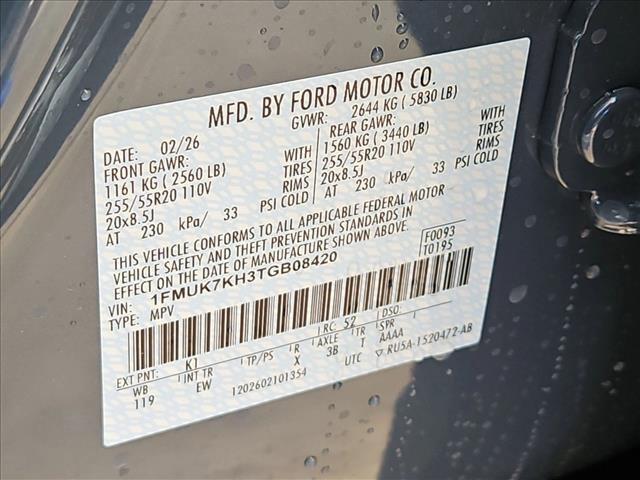 MFD. BY FORD MOTOR CO.
DATE: 02/26 GVWR: 2644 KG ( 5830 LB)
FRONT GAWR: WITH REAR GAWR: WITH
1161 KG ( 2560 LB) TIRES 1560 KG ( 3440 LB) TIRES
255/55R20 110V RIMS 255/55R20 110V RIMS
20x8.5J 20x8.5J
AT 230 kPa/ 33 PSI COLD AT 230 kPa/ 33 PSI COLD
THIS VEHICLE CONFORMS TO ALL APPLICABLE FEDERAL MOTOR
VEHICLE SAFETY AND THEFT PREVENTION STANDARDS IN
EFFECT ON THE DATE OF MANUFACTURE SHOWN ABOVE.
F0093
T0195
VIN: 1FMUK7KH3TGB08420
TYPE: MPV
EXT PNT: K1 RC: 52 DSO:
WB INT TR TP/PS R AXLE TR SPR
119 EW X 3B T AAAA
1202602101354 UTC ▽ RU5A-1520472-AB